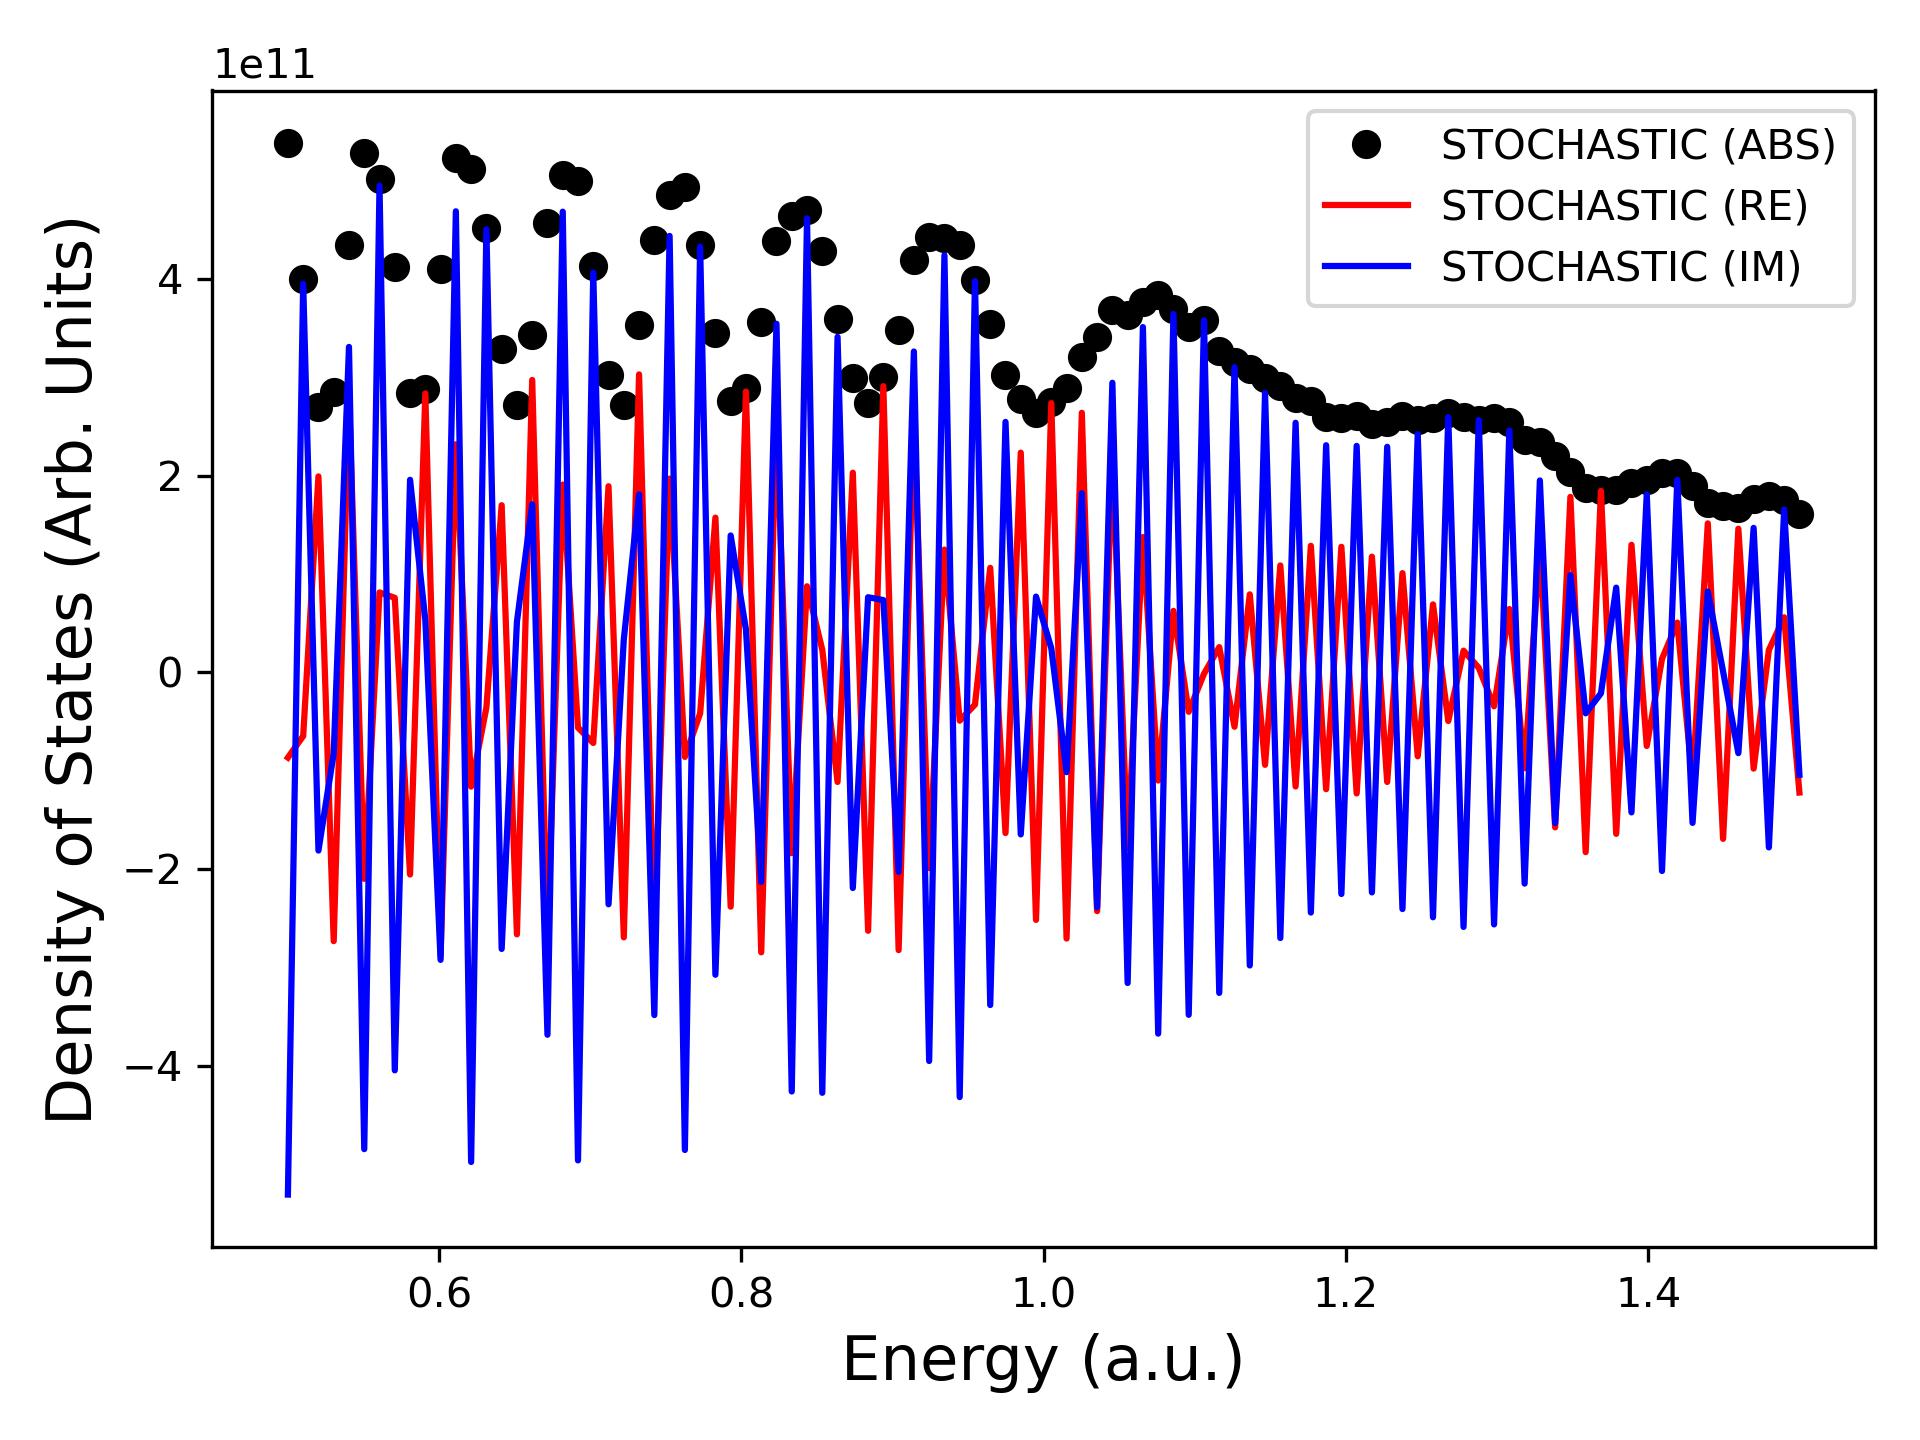 1e11
STOCHASTIC (ABS)
STOCHASTIC (RE)
STOCHASTIC (IM)
Density of States (Arb. Units)
4
2
0
−2
−4
0.6 0.8 1.0 1.2 1.4
Energy (a.u.)